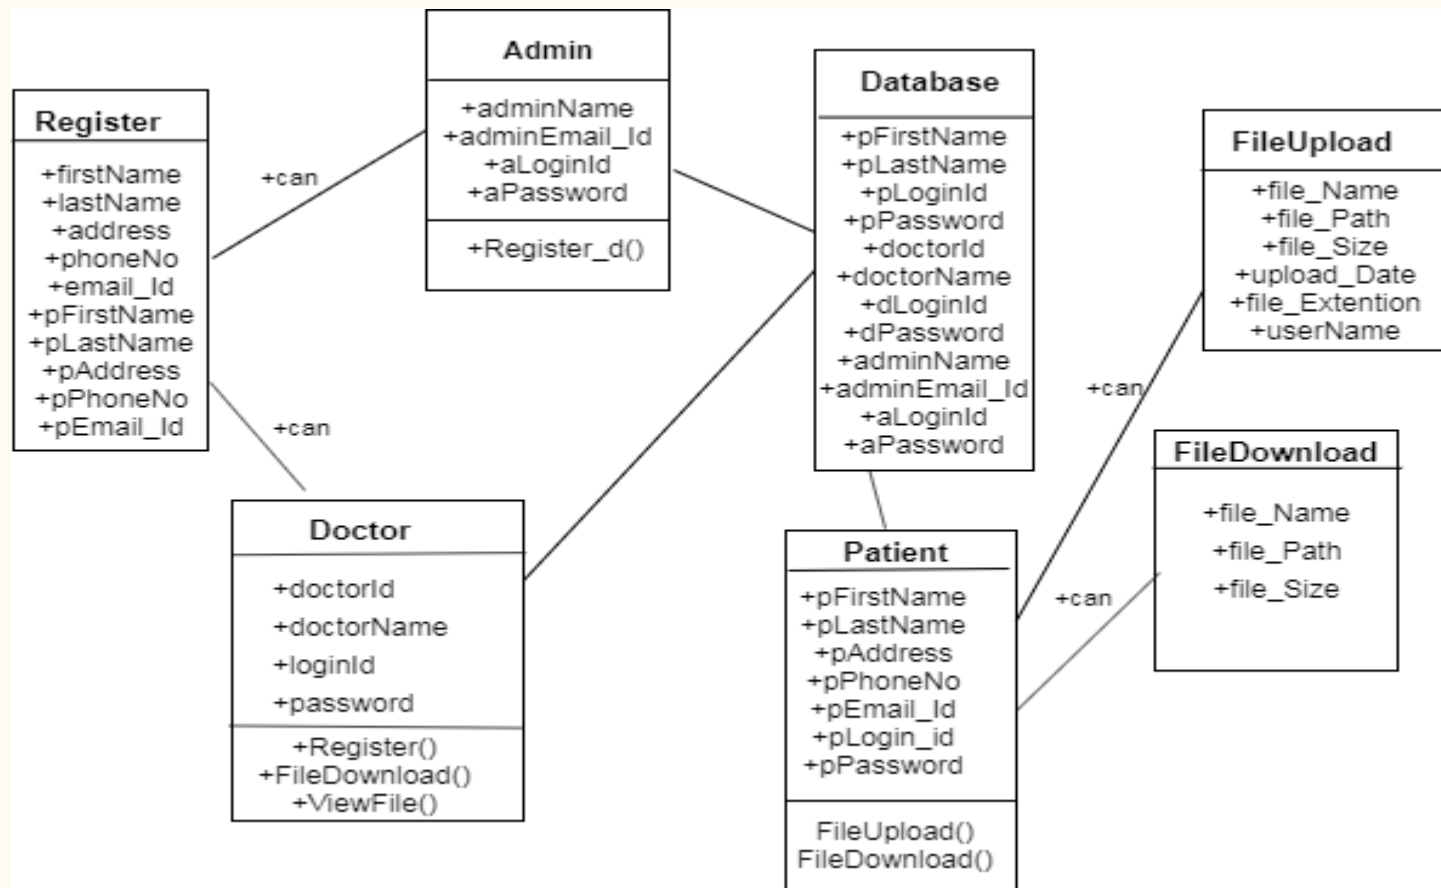 Register
+firstName
+lastName
+address
+phoneNo
+email_Id
+pFirstName
+pLastName
+pAddress
+pPhoneNo
+pEmail_Id
+can
+can
Admin
+adminName
+adminEmail_Id
+aLoginId
+aPassword
+Register_d()
Doctor
+doctorId
+doctorName
+loginId
+password
+Register()
+FileDownload()
+ViewFile()
Database
+pFirstName
+pLastName
+pLoginId
+pPassword
+doctorId
+doctorName
+dLoginId
+dPassword
+adminName
+adminEmail_Id
+aLoginId
+aPassword
Patient
+pFirstName
+pLastName
+pAddress
+pPhoneNo
+pEmail_Id
+pLogin_id
+pPassword
FileUpload()
FileDownload()
+can
+can
FileUpload
+file_Name
+file_Path
+file_Size
+upload_Date
+file_Extention
+userName
FileDownload
+file_Name
+file_Path
+file_Size